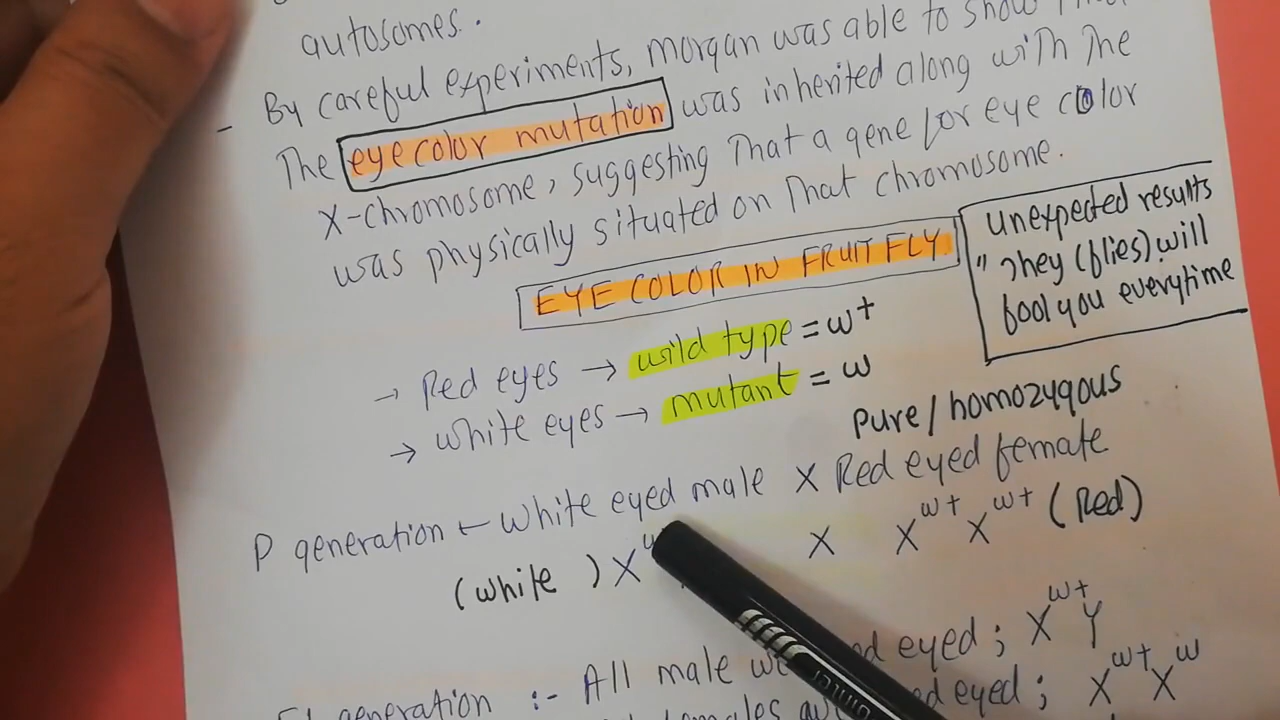 autosomes.
- By careful experiments, morgan was able to show
The eye color mutation was inherited along with The
X-chromosome, suggesting That a gene for eye color
was physically situated on That chromosome.
EYE COLOR IN FRUIT FLY.
unexpected results
" They (flies) will
fool you everytime
→ Red eyes → wild type = w+
→ white eyes → mutant = w
Pure/homozygous
P generation ← white eyed male X Red eyed female
(white ) X X X^w+ X^w+ (Red)
generation :- All male eyed ; X^w+ Y
eyed ; X^w+ X^w